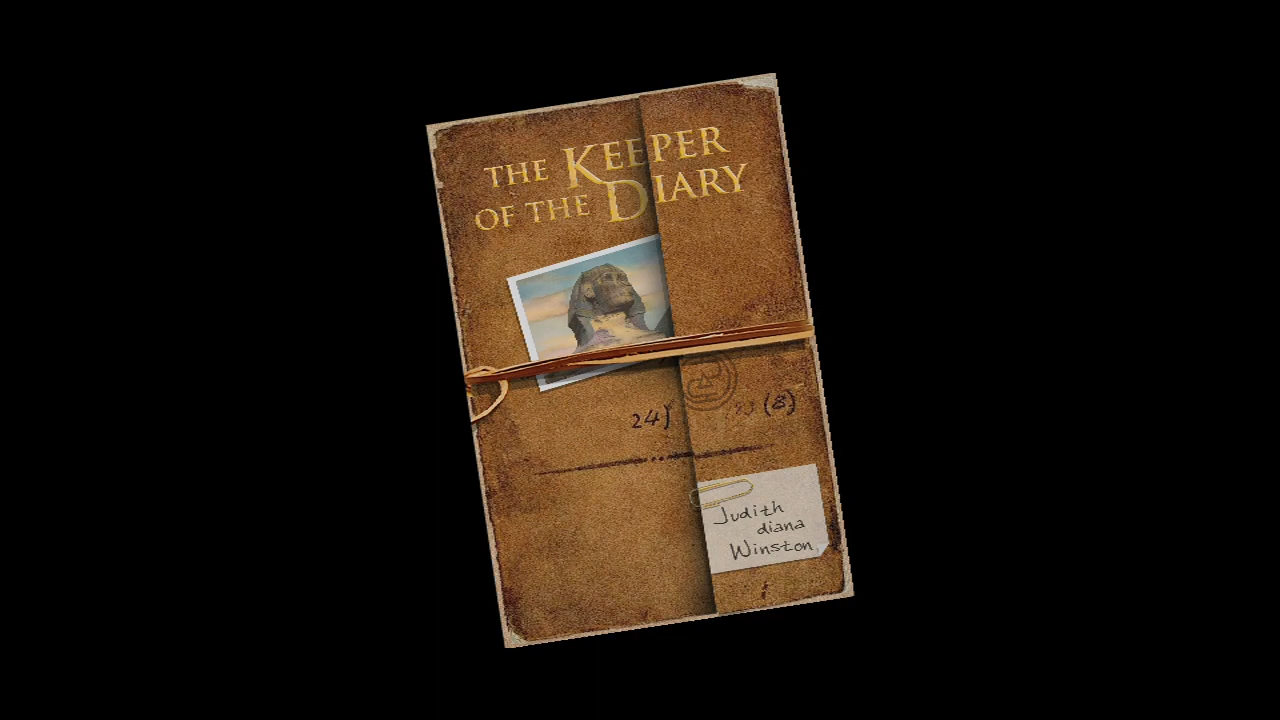 THE KEEPER
OF THE DIARY
24) (8)
Judith
diana
Winston